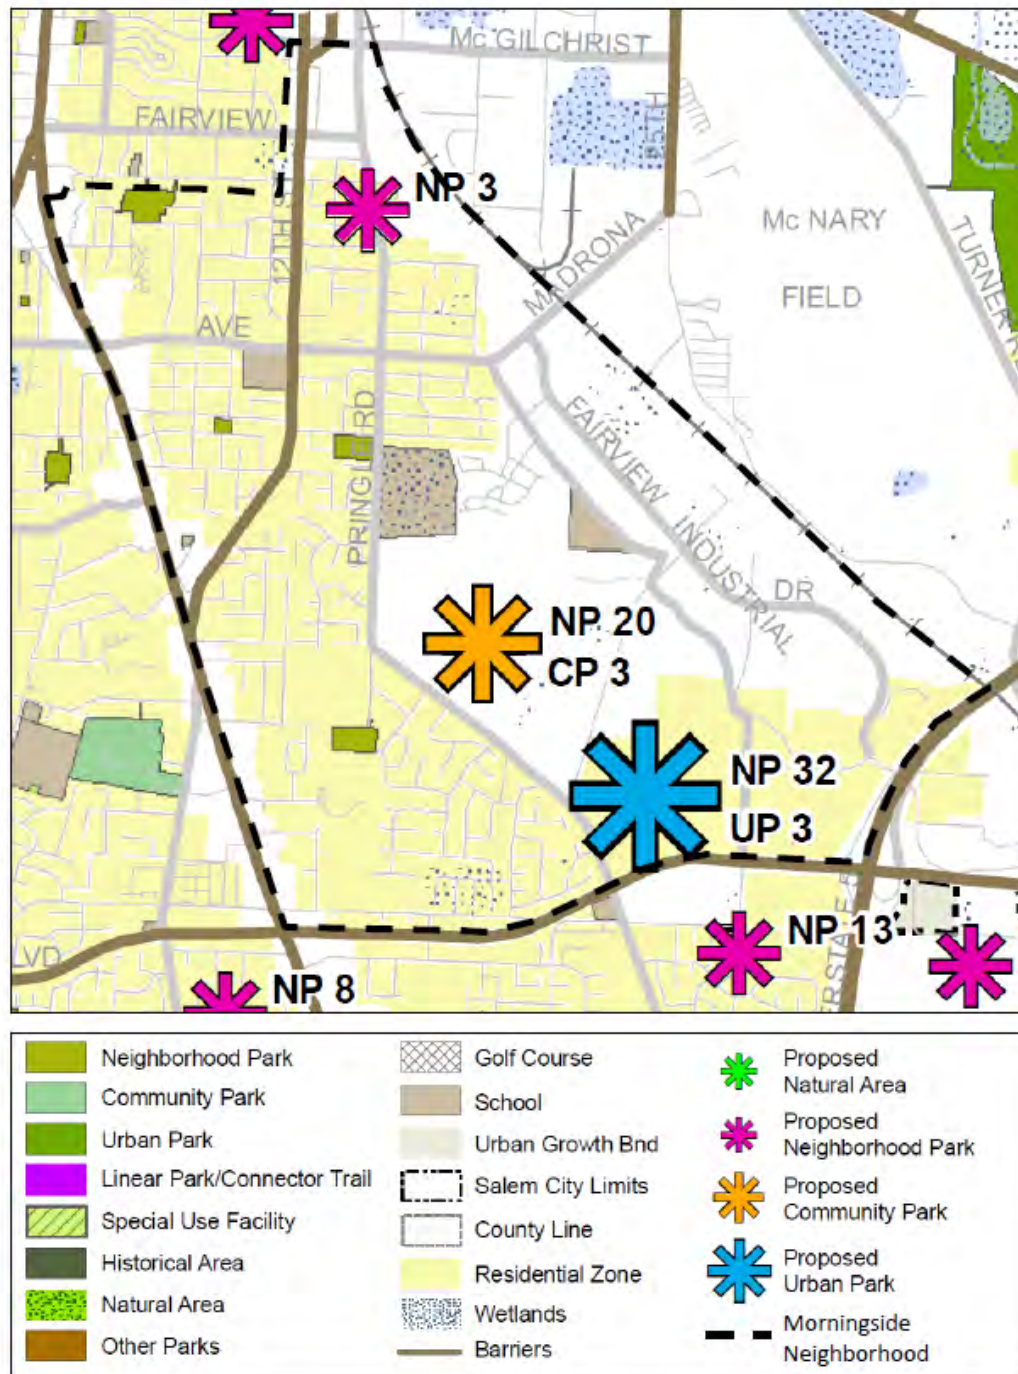 Mc GILCHRIST
25TH
FAIRVIEW
NP 3
12TH S
Mc NARY
FIELD
MADRONA
TURNER R
AVE
PRINGLE RD
FAIRVIEW INDUSTRIAL DR
NP 20
CP 3
NP 32
UP 3
NP 13
ERSTATE 5
LVD
NP 8
Neighborhood Park
Community Park
Urban Park
Linear Park/Connector Trail
Special Use Facility
Historical Area
Natural Area
Other Parks
Golf Course
School
Urban Growth Bnd
Salem City Limits
County Line
Residential Zone
Wetlands
Barriers
Proposed
Natural Area
Proposed
Neighborhood Park
Proposed
Community Park
Proposed
Urban Park
Morningside
Neighborhood